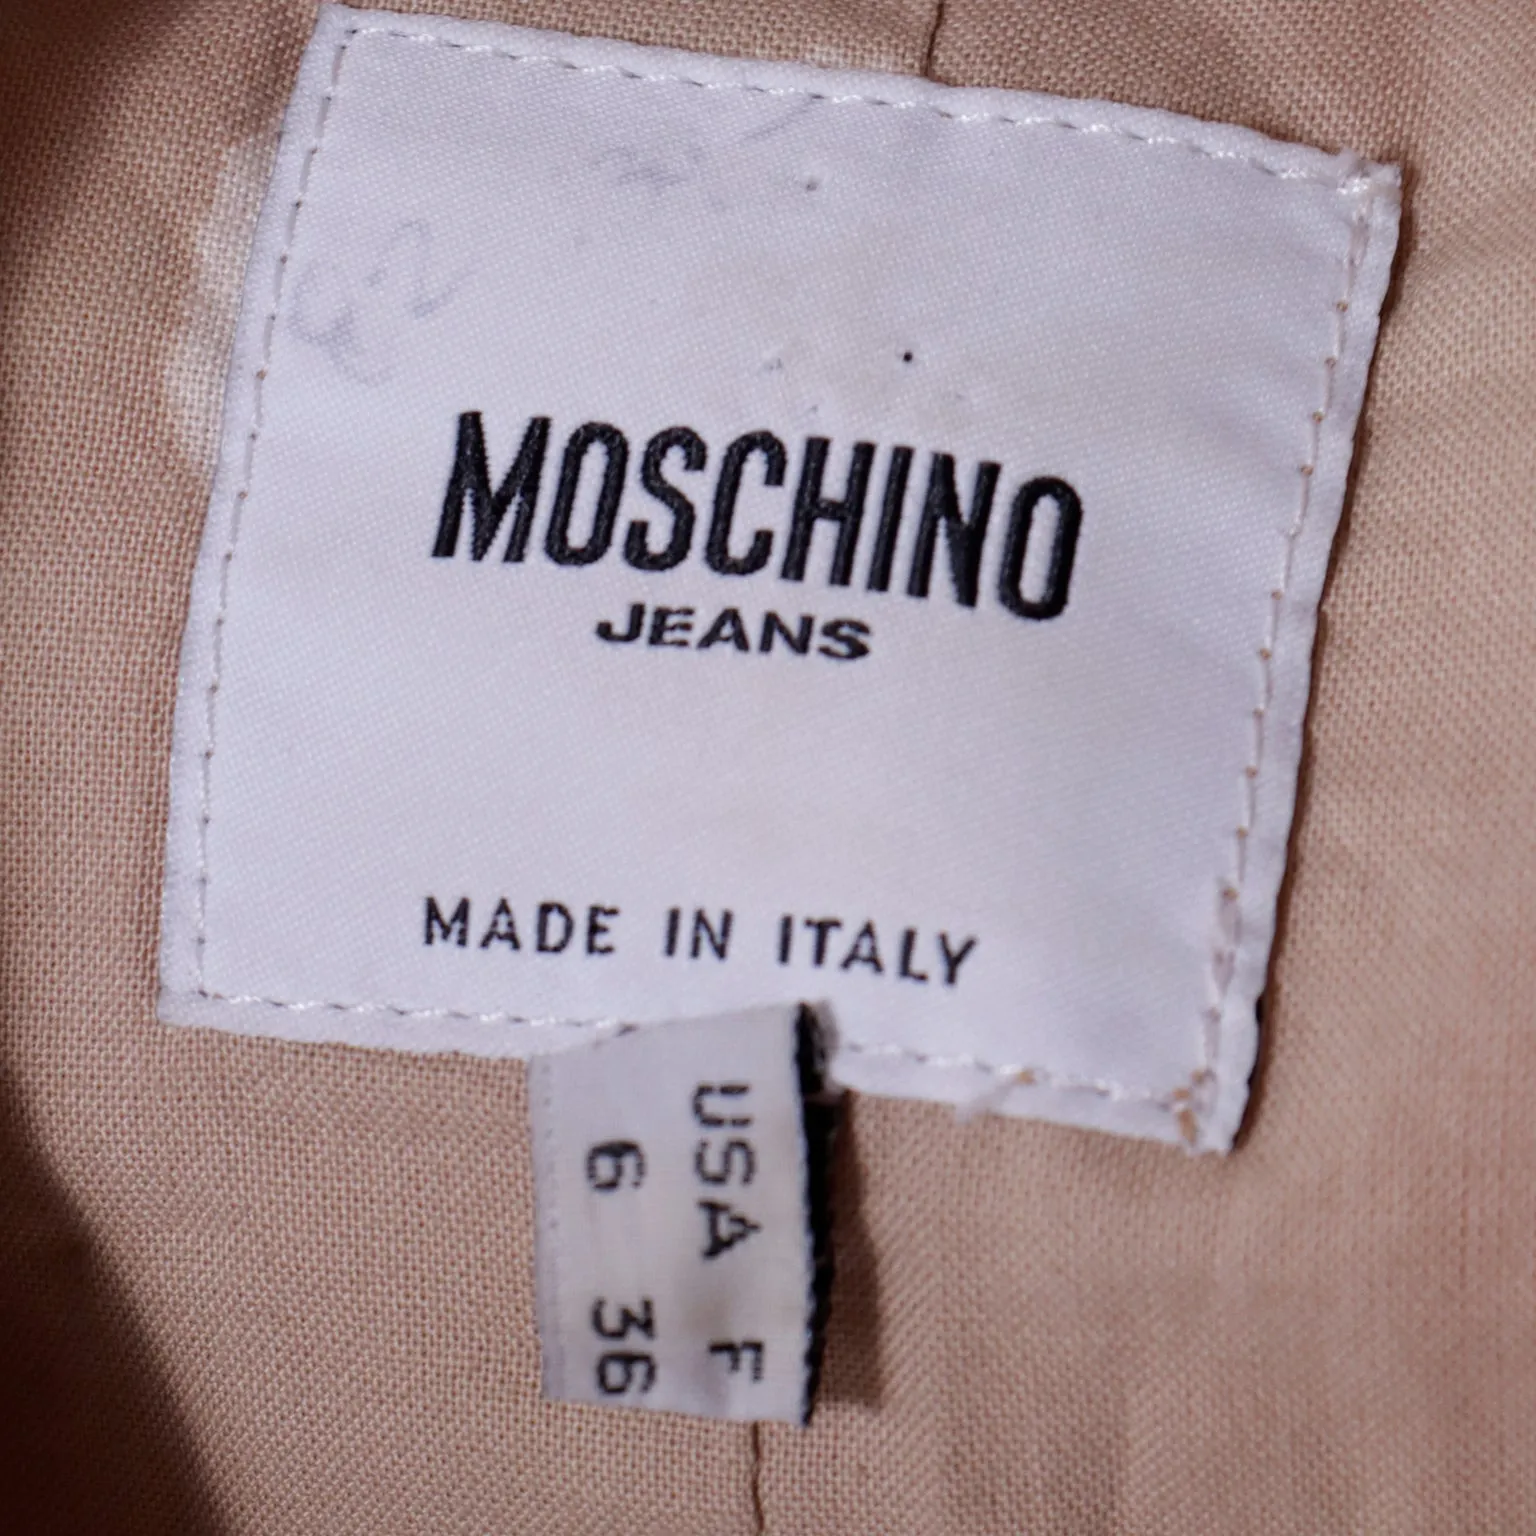 MOSCHINO
JEANS
MADE IN ITALY
USA F
6 36